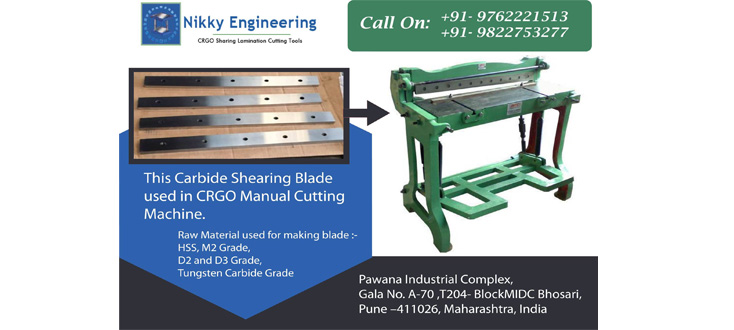 Nikky Engineering
CRGO Sharing Lamination Cutting Tools
Call On: +91- 9762221513
+91- 9822753277
This Carbide Shearing Blade
used in CRGO Manual Cutting
Machine.
Raw Material used for making blade :-
HSS, M2 Grade,
D2 and D3 Grade,
Tungsten Carbide Grade
Pawana Industrial Complex,
Gala No. A-70 ,T204- BlockMIDC Bhosari,
Pune –411026, Maharashtra, India